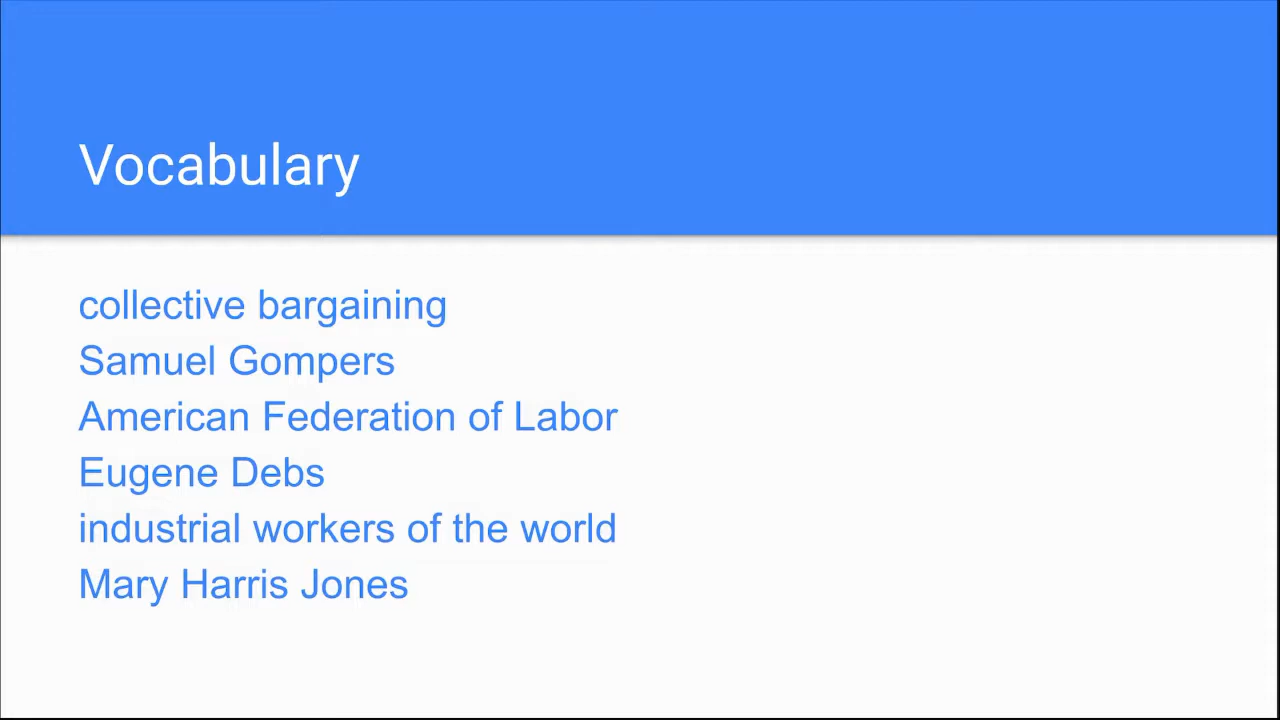 Vocabulary
collective bargaining
Samuel Gompers
American Federation of Labor
Eugene Debs
industrial workers of the world
Mary Harris Jones